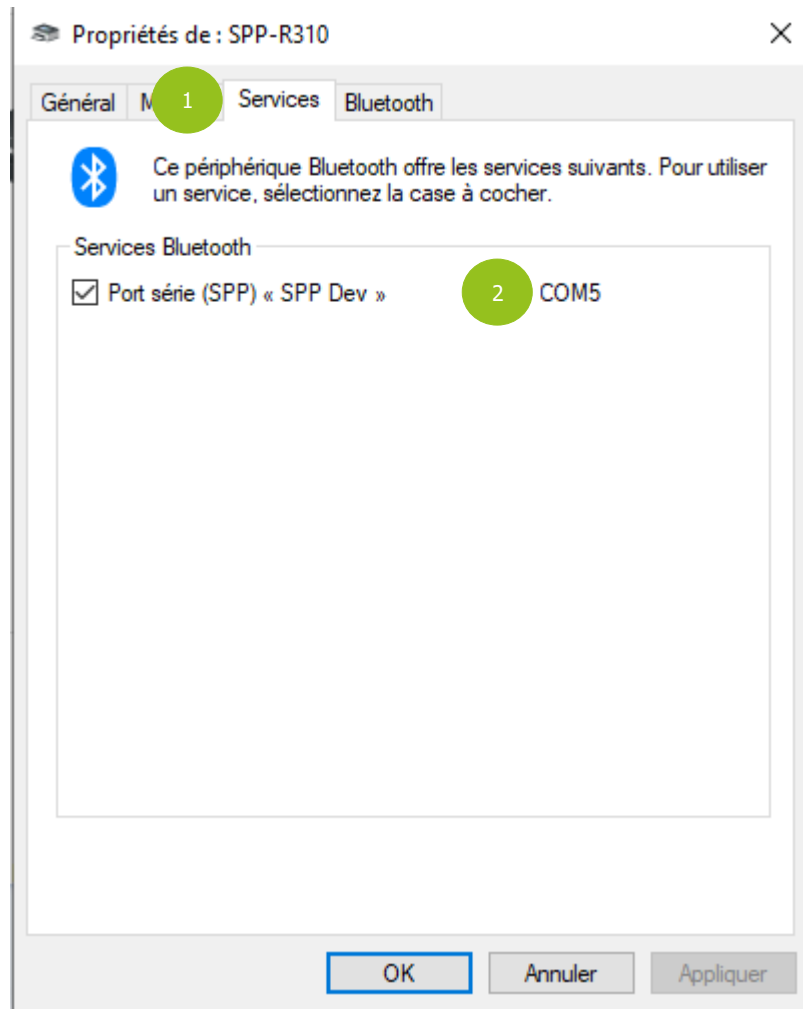 Propriétés de : SPP-R310
Général M 1 Services Bluetooth
Ce périphérique Bluetooth offre les services suivants. Pour utiliser
un service, sélectionnez la case à cocher.
Services Bluetooth
Port série (SPP) « SPP Dev » 2 COM5
OK Annuler Appliquer